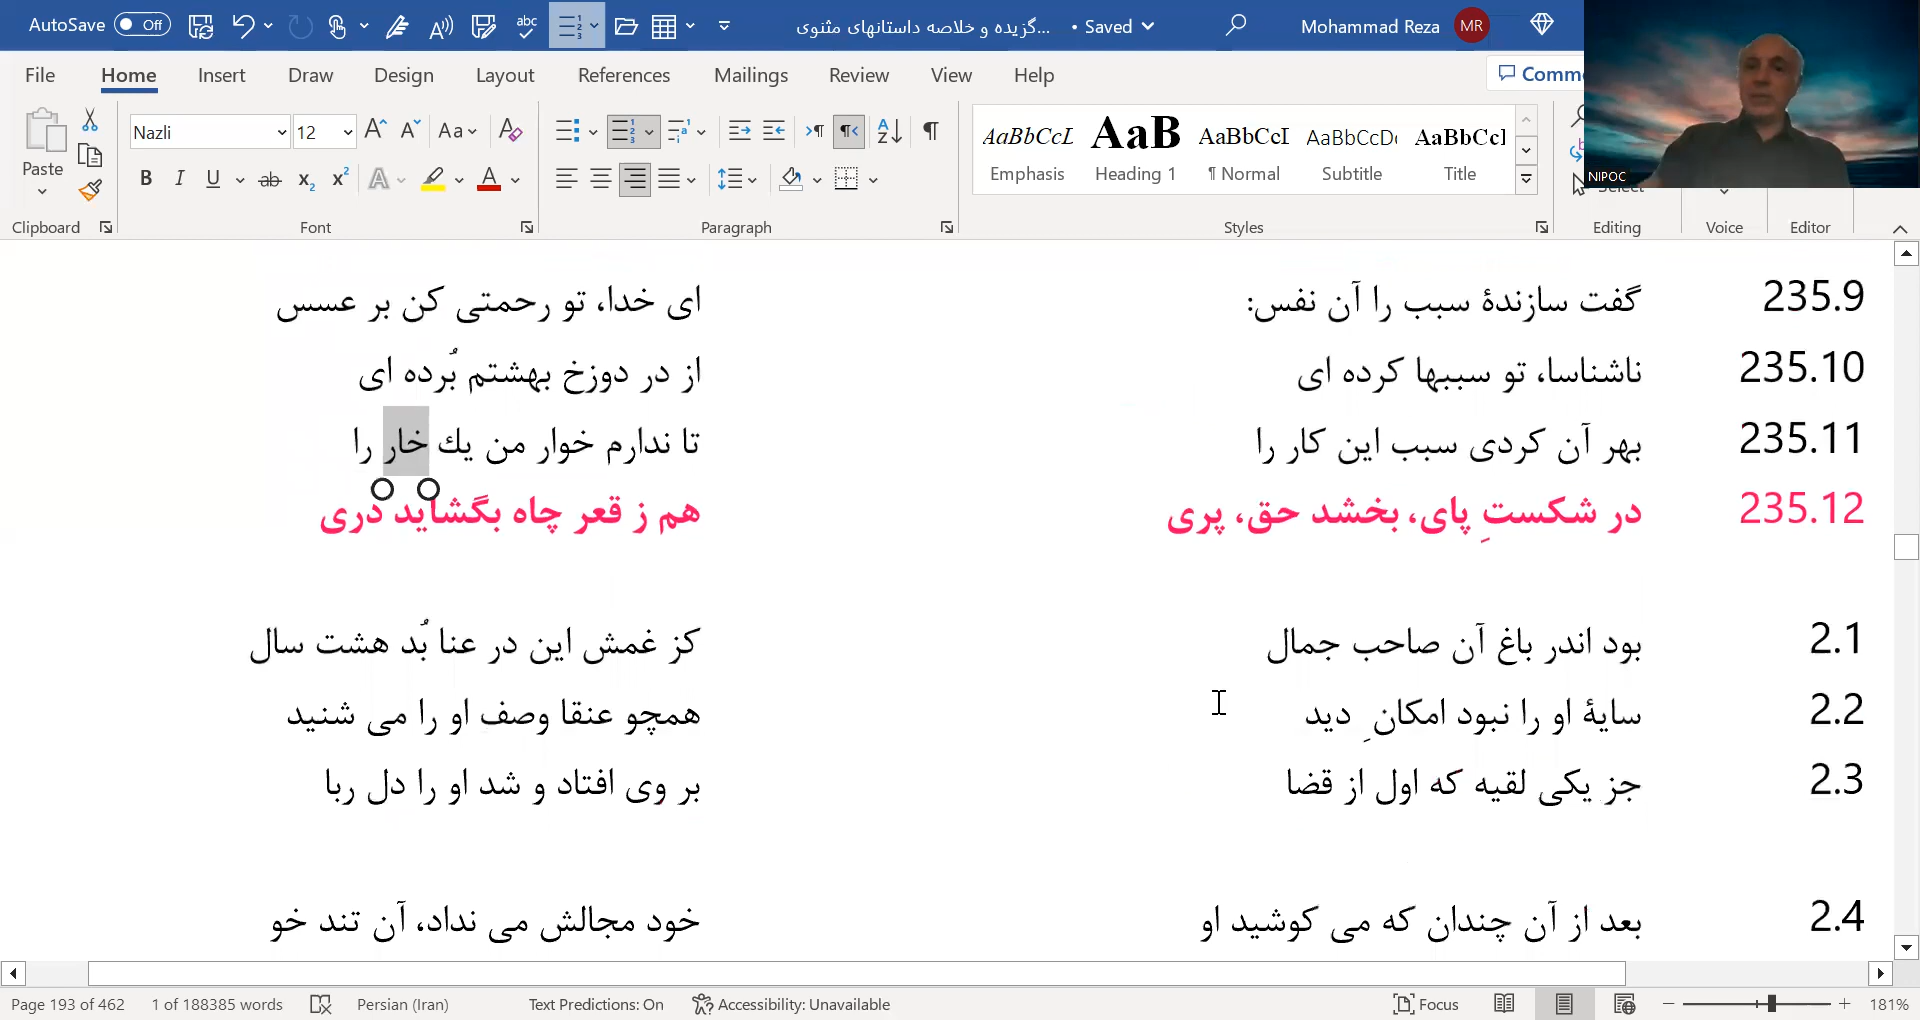 AutoSave Off گزیده و خلاصه داستانهای مثنوی... • Saved Mohammad Reza MR
File Home Insert Draw Design Layout References Mailings Review View Help Comm
Paste Nazli 12 Aa AaBbCcL AaB AaBbCcI AaBbCcD AaBbCcI
B I U ab x₂ x² A A Emphasis Heading 1 ¶ Normal Subtitle Title Select NIPOC
Clipboard Font Paragraph Styles Editing Voice Editor
235.9 گفت سازندۀ سبب را آن نفس: ای خدا، تو رحمتی کن بر عسس
235.10 ناشناسا، تو سببها کرده ای از در دوزخ بهشتم بُرده ای
235.11 بهر آن کردی سبب این کار را تا ندارم خوار من یك خار را
235.12 در شکستِ پای، بخشد حق، پری هم ز قعر چاه بگشاید دری
2.1 بود اندر باغ آن صاحب جمال کز غمش این در عنا بُد هشت سال
2.2 سایۀ او را نبود امکانِ دید همچو عنقا وصفِ او را می شنید
2.3 جز یکی لقیه که اول از قضا بر وی افتاد و شد او را دل ربا
2.4 بعد از آن چندان که می کوشید او خود مجالش می نداد، آن تند خو
Page 193 of 462 1 of 188385 words Persian (Iran) Text Predictions: On Accessibility: Unavailable Focus 181%